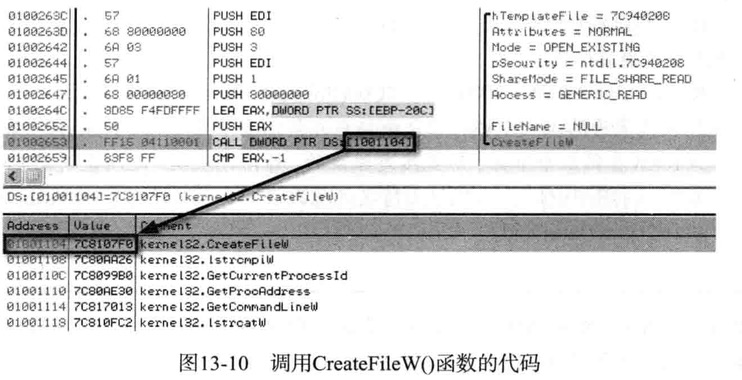 0100263C . 57 PUSH EDI hTemplateFile = 7C940208
0100263D . 68 80000000 PUSH 80 Attributes = NORMAL
01002642 . 6A 03 PUSH 3 Mode = OPEN_EXISTING
01002644 . 57 PUSH EDI pSecurity = ntdll.7C940208
01002645 . 6A 01 PUSH 1 ShareMode = FILE_SHARE_READ
01002647 . 68 00000080 PUSH 80000000 Access = GENERIC_READ
0100264C . 8D85 F4FDFFFF LEA EAX,DWORD PTR SS:[EBP-20C]
01002652 . 50 PUSH EAX FileName = NULL
01002653 . FF15 04110001 CALL DWORD PTR DS:[1001104] CreateFileW
01002659 . 83F8 FF CMP EAX,-1
DS:[01001104]=7C8107F0 (kernel32.CreateFileW)
Address Value Comment
01001104 7C8107F0 kernel32.CreateFileW
01001108 7C80AA26 kernel32.lstrcmpiW
0100110C 7C8099B0 kernel32.GetCurrentProcessId
01001110 7C80AE30 kernel32.GetProcAddress
01001114 7C817013 kernel32.GetCommandLineW
01001118 7C810FC2 kernel32.lstrcatW
图13-10 调用CreateFileW()函数的代码